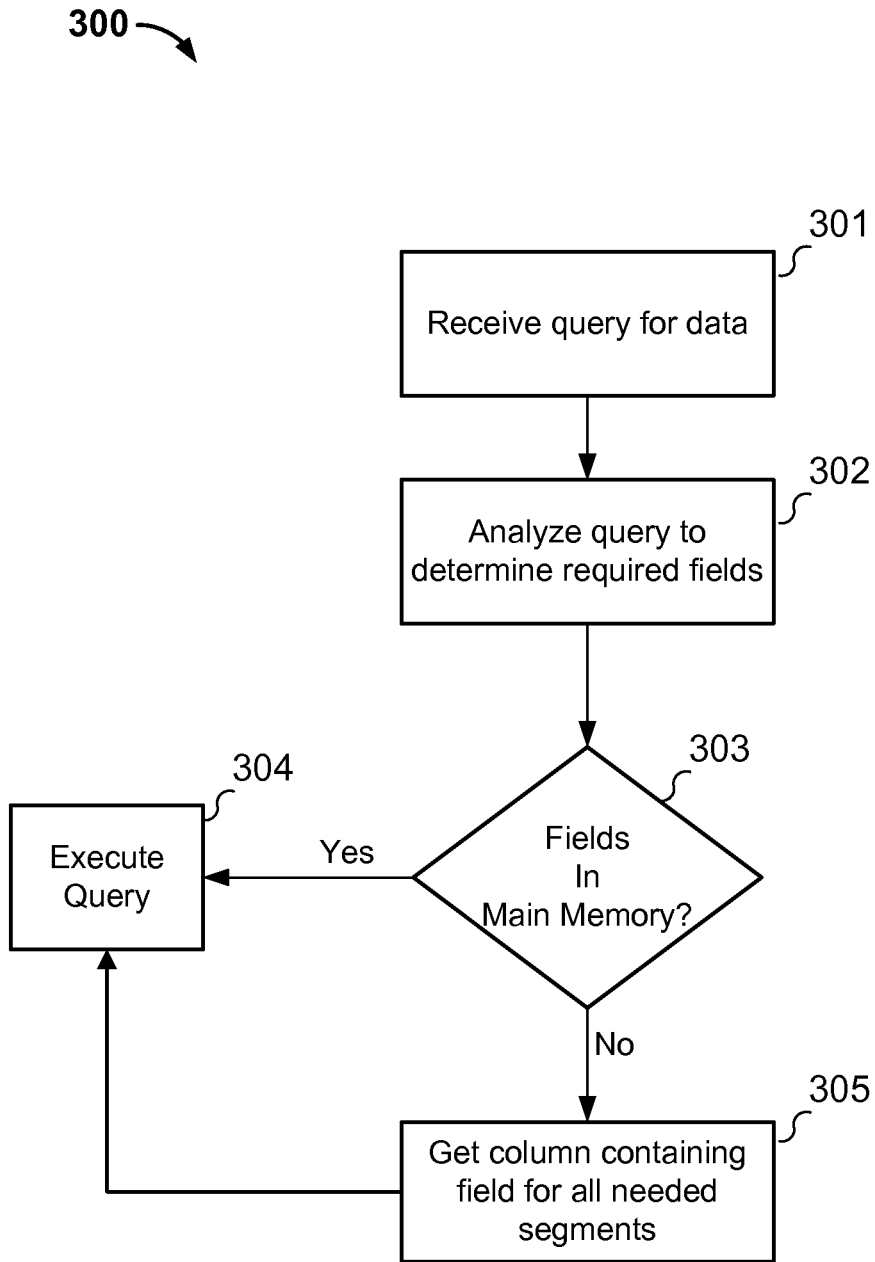 300
301
Receive query for data
302
Analyze query to
determine required fields
303
Fields
In
Main Memory?
Yes
304
Execute
Query
No
305
Get column containing
field for all needed
segments